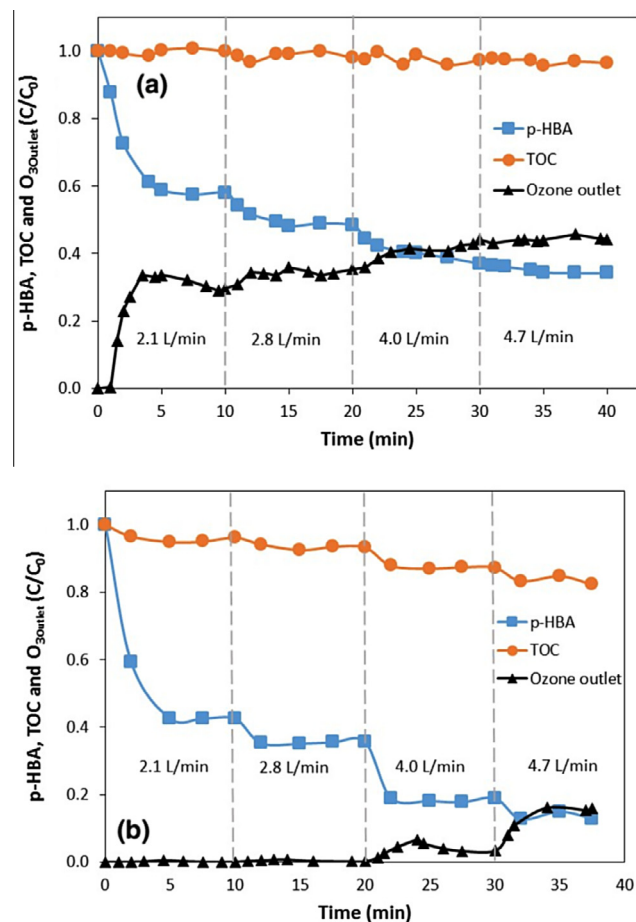 p-HBA, TOC and O3Outlet (C/C0)
1.0
0.8
0.6
0.4
0.2
0.0
(a)
p-HBA
TOC
Ozone outlet
2.1 L/min
2.8 L/min
4.0 L/min
4.7 L/min
0 5 10 15 20 25 30 35 40
Time (min)
p-HBA, TOC and O3Outlet (C/C0)
1.0
0.8
0.6
0.4
0.2
0.0
p-HBA
TOC
Ozone outlet
2.1 L/min
2.8 L/min
4.0 L/min
4.7 L/min
(b)
0 5 10 15 20 25 30 35 40
Time (min)